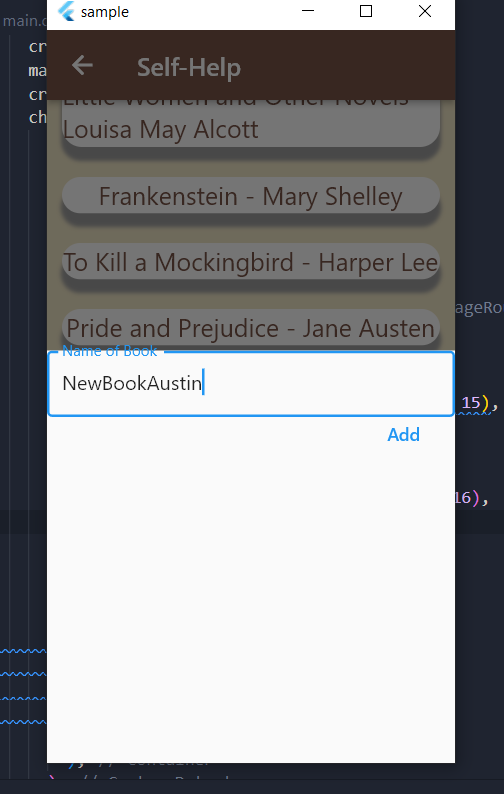 main.
sample
cr
ma
Self-Help
cr
ch
Little Women and Other Novels
Louisa May Alcott
Frankenstein - Mary Shelley
To Kill a Mockingbird - Harper Lee
ageRo
Pride and Prejudice - Jane Austen
Name of Book
NewBookAustin
15),
Add
16),
), // Container